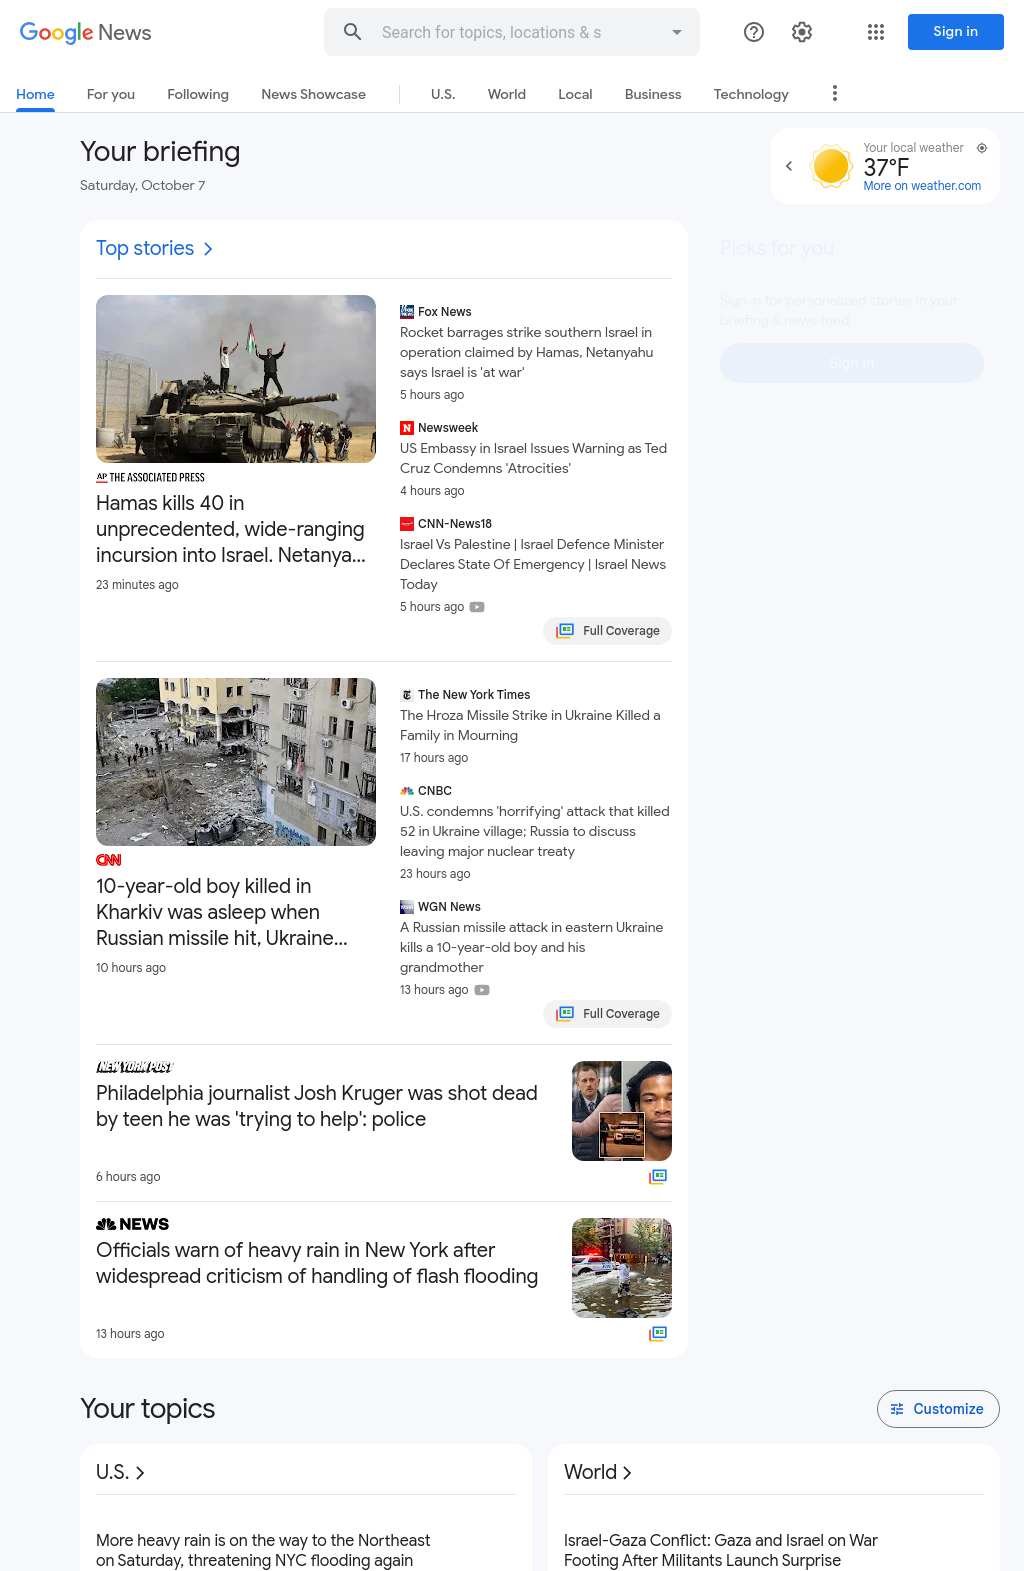 Google News
Search for topics, locations & s
Sign in
Home
For you
Following
News Showcase
U.S.
World
Local
Business
Technology
Your briefing
Saturday, October 7
Your local weather
37°F
More on weather.com
Top stories
Picks for you
Sign in for personalized stories in your
briefing & news feed
Sign in
AP THE ASSOCIATED PRESS
Hamas kills 40 in
unprecedented, wide-ranging
incursion into Israel. Netanya...
23 minutes ago
Fox News
Rocket barrages strike southern Israel in
operation claimed by Hamas, Netanyahu
says Israel is 'at war'
5 hours ago
N Newsweek
US Embassy in Israel Issues Warning as Ted
Cruz Condemns 'Atrocities'
4 hours ago
CNN-News18
Israel Vs Palestine | Israel Defence Minister
Declares State Of Emergency | Israel News
Today
5 hours ago
Full Coverage
CNN
10-year-old boy killed in
Kharkiv was asleep when
Russian missile hit, Ukraine...
10 hours ago
The New York Times
The Hroza Missile Strike in Ukraine Killed a
Family in Mourning
17 hours ago
CNBC
U.S. condemns 'horrifying' attack that killed
52 in Ukraine village; Russia to discuss
leaving major nuclear treaty
23 hours ago
WGN News
A Russian missile attack in eastern Ukraine
kills a 10-year-old boy and his
grandmother
13 hours ago
Full Coverage
NEW YORK POST
Philadelphia journalist Josh Kruger was shot dead
by teen he was 'trying to help': police
6 hours ago
NEWS
Officials warn of heavy rain in New York after
widespread criticism of handling of flash flooding
13 hours ago
Your topics
Customize
U.S.
More heavy rain is on the way to the Northeast
on Saturday, threatening NYC flooding again
World
Israel-Gaza Conflict: Gaza and Israel on War
Footing After Militants Launch Surprise